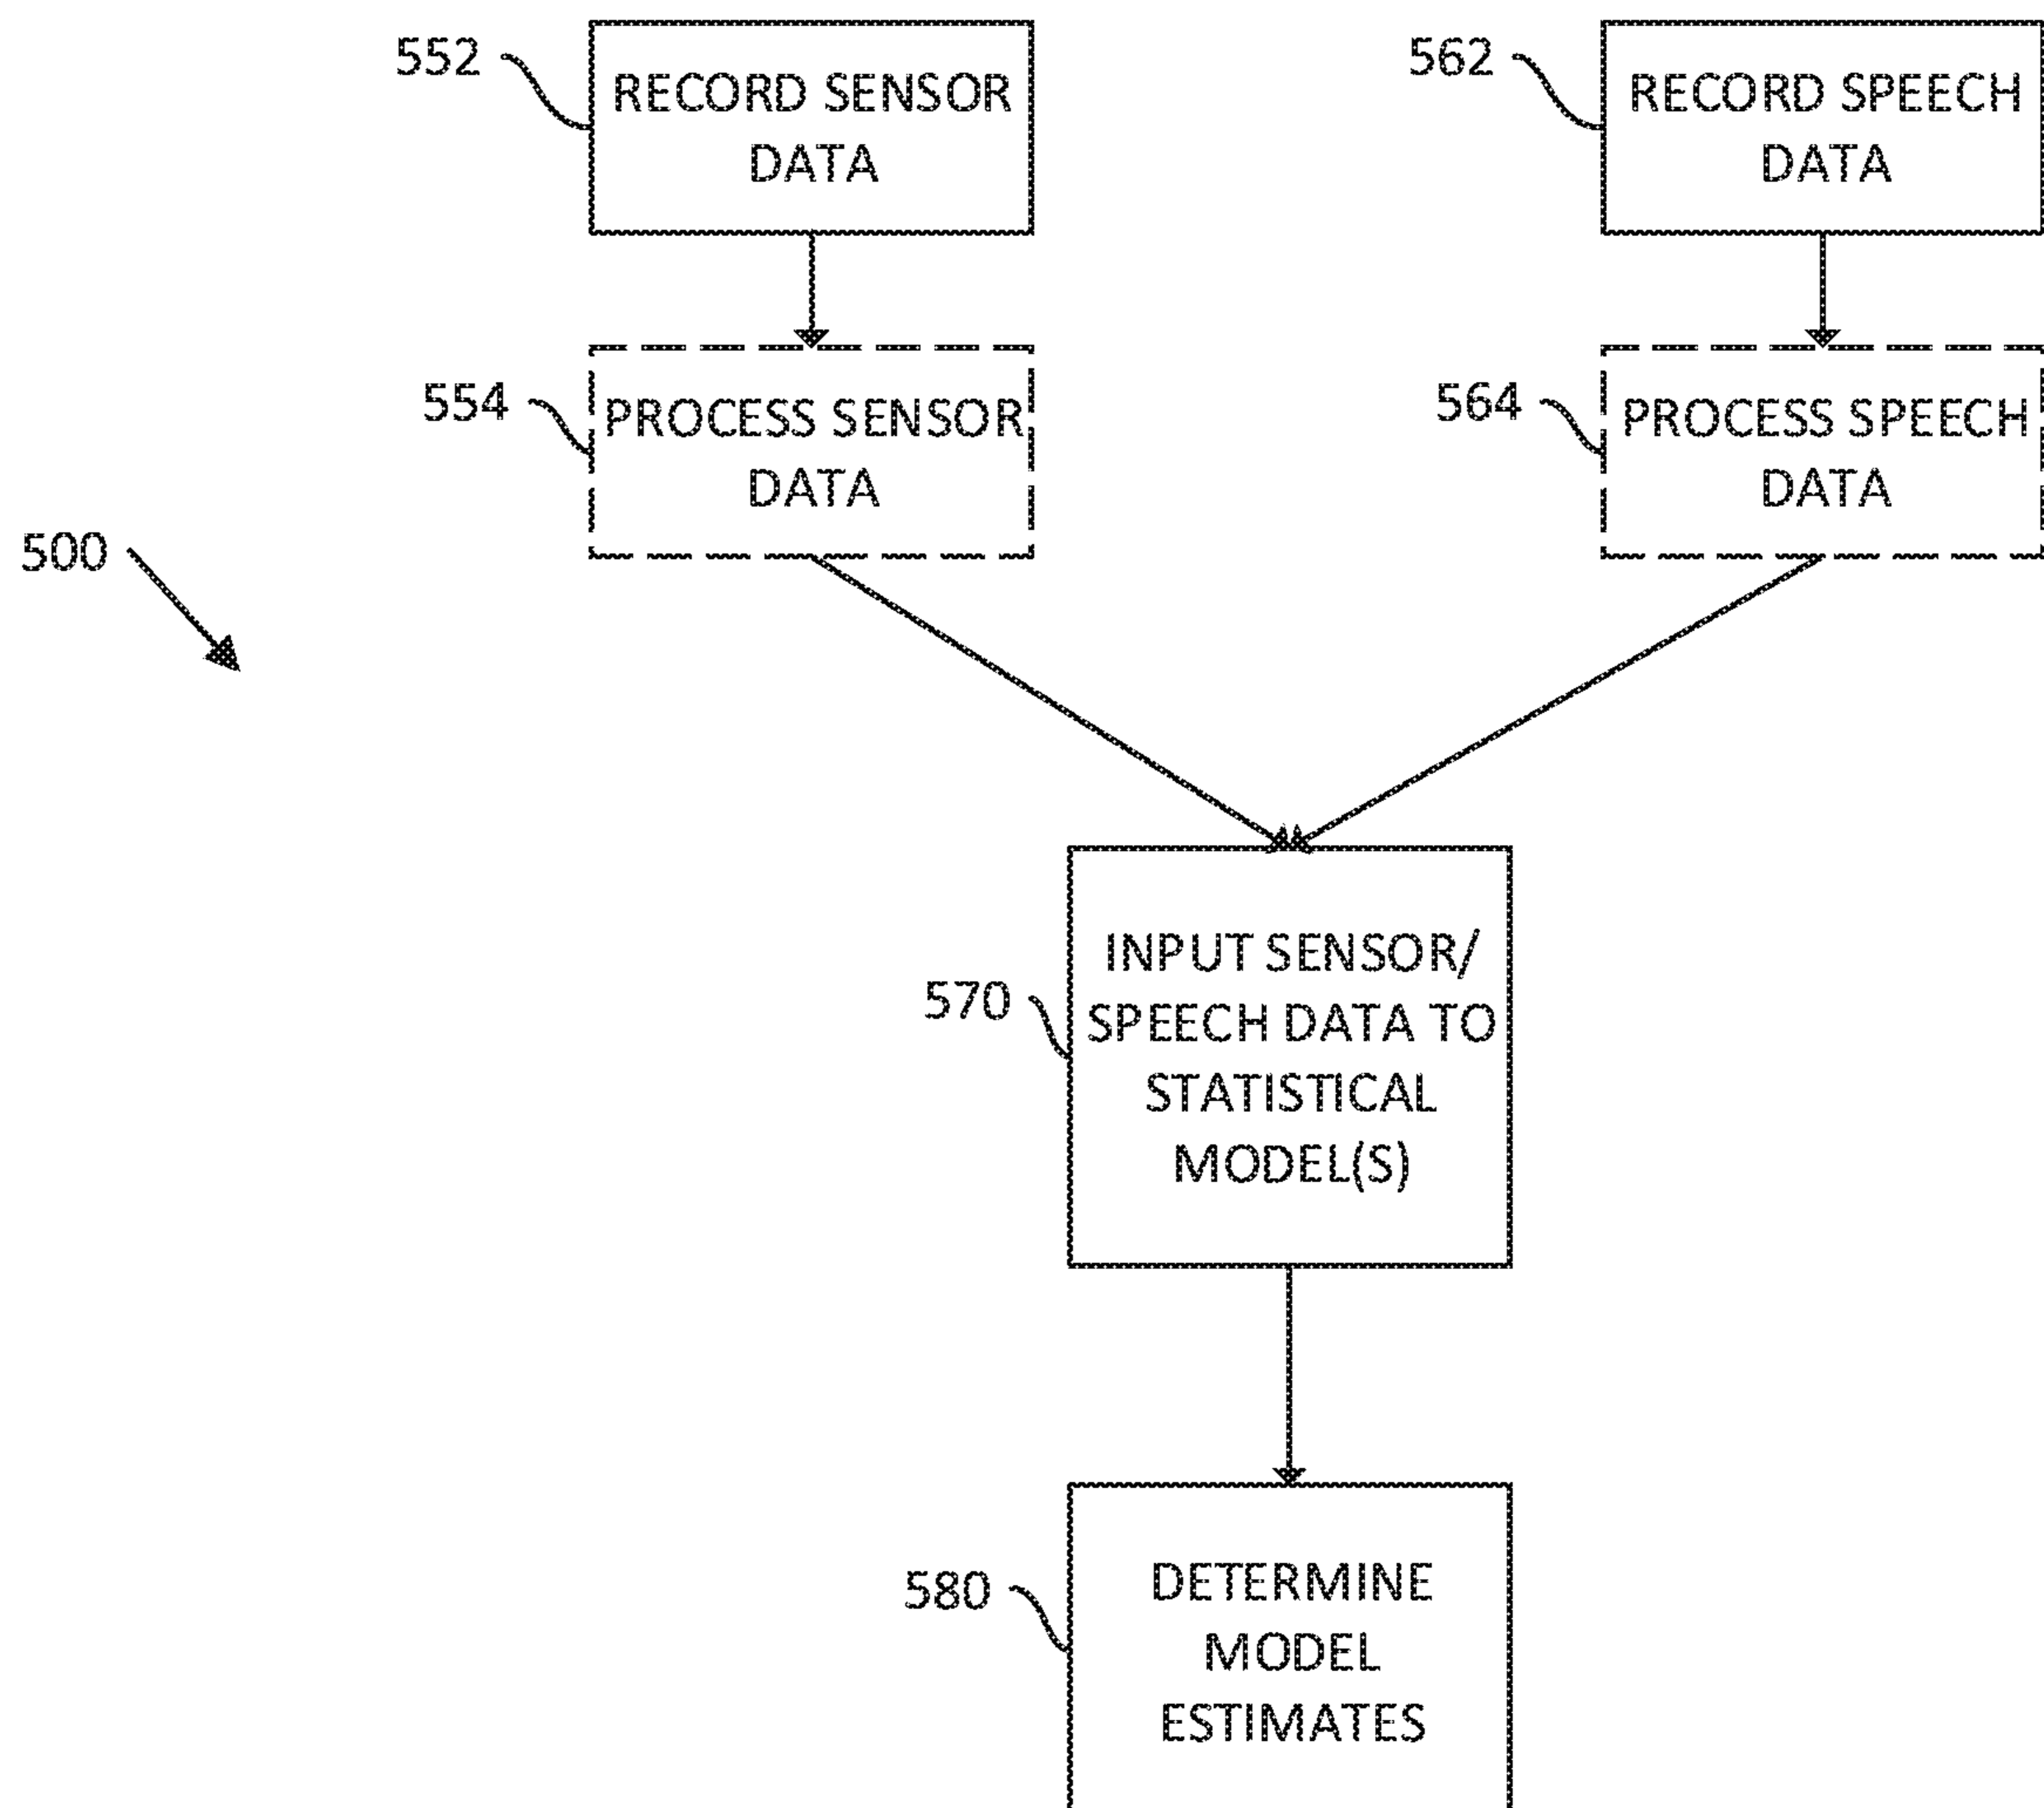 552
RECORD SENSOR
DATA
562
RECORD SPEECH
DATA
554
PROCESS SENSOR
DATA
564
PROCESS SPEECH
DATA
500
570
INPUT SENSOR/
SPEECH DATA TO
STATISTICAL
MODEL(S)
580
DETERMINE
MODEL
ESTIMATES